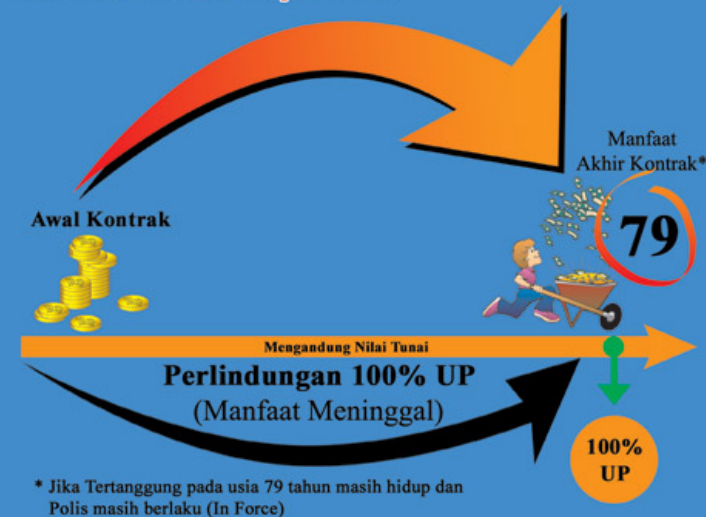 Manfaat
Akhir Kontrak*
79
Awal Kontrak
Mengandung Nilai Tunai
Perlindungan 100% UP
(Manfaat Meninggal)
100%
UP
* Jika Tertanggung pada usia 79 tahun masih hidup dan
Polis masih berlaku (In Force)